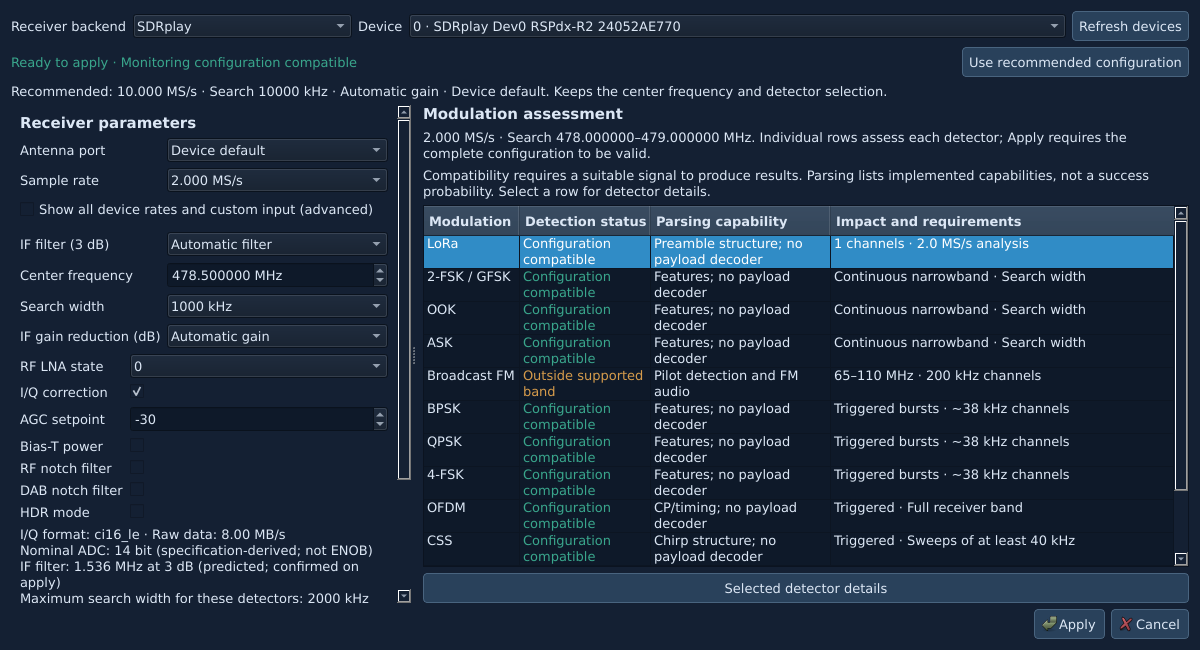 Receiver backend SDRplay Device 0 · SDRplay Dev0 RSPdx-R2 24052AE770 Refresh devices
Ready to apply · Monitoring configuration compatible Use recommended configuration
Recommended: 10.000 MS/s · Search 10000 kHz · Automatic gain · Device default. Keeps the center frequency and detector selection.
Receiver parameters
Antenna port Device default
Sample rate 2.000 MS/s
Show all device rates and custom input (advanced)
IF filter (3 dB) Automatic filter
Center frequency 478.500000 MHz
Search width 1000 kHz
IF gain reduction (dB) Automatic gain
RF LNA state 0
I/Q correction
AGC setpoint -30
Bias-T power
RF notch filter
DAB notch filter
HDR mode
I/Q format: ci16_le · Raw data: 8.00 MB/s
Nominal ADC: 14 bit (specification-derived; not ENOB)
IF filter: 1.536 MHz at 3 dB (predicted; confirmed on
apply)
Maximum search width for these detectors: 2000 kHz
Modulation assessment
2.000 MS/s · Search 478.000000–479.000000 MHz. Individual rows assess each detector; Apply requires the
complete configuration to be valid.
Compatibility requires a suitable signal to produce results. Parsing lists implemented capabilities, not a success
probability. Select a row for detector details.
Modulation Detection status Parsing capability Impact and requirements
LoRa Configuration Preamble structure; no 1 channels · 2.0 MS/s analysis
compatible payload decoder
2-FSK / GFSK Configuration Features; no payload Continuous narrowband · Search width
compatible decoder
OOK Configuration Features; no payload Continuous narrowband · Search width
compatible decoder
ASK Configuration Features; no payload Continuous narrowband · Search width
compatible decoder
Broadcast FM Outside supported Pilot detection and FM 65–110 MHz · 200 kHz channels
band audio
BPSK Configuration Features; no payload Triggered bursts · ~38 kHz channels
compatible decoder
QPSK Configuration Features; no payload Triggered bursts · ~38 kHz channels
compatible decoder
4-FSK Configuration Features; no payload Triggered bursts · ~38 kHz channels
compatible decoder
OFDM Configuration CP/timing; no payload Triggered · Full receiver band
compatible decoder
CSS Configuration Chirp structure; no Triggered · Sweeps of at least 40 kHz
compatible payload decoder
Selected detector details
Apply Cancel